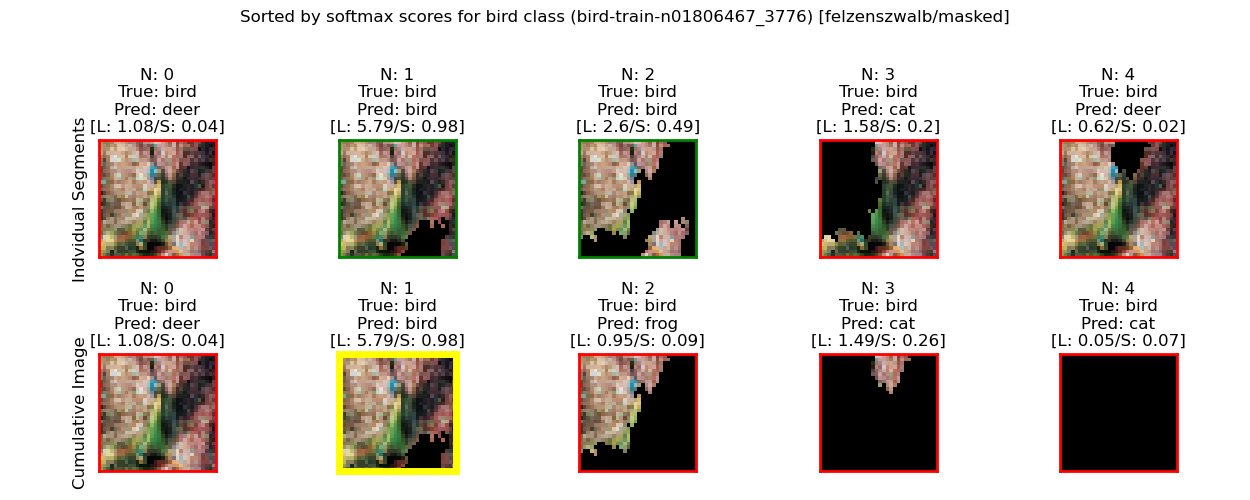 Sorted by softmax scores for bird class (bird-train-n01806467_3776) [felzenszwalb/masked]
Indvidual Segments
N: 0
True: bird
Pred: deer
[L: 1.08/S: 0.04]
N: 1
True: bird
Pred: bird
[L: 5.79/S: 0.98]
N: 2
True: bird
Pred: bird
[L: 2.6/S: 0.49]
N: 3
True: bird
Pred: cat
[L: 1.58/S: 0.2]
N: 4
True: bird
Pred: deer
[L: 0.62/S: 0.02]
Cumulative Image
N: 0
True: bird
Pred: deer
[L: 1.08/S: 0.04]
N: 1
True: bird
Pred: bird
[L: 5.79/S: 0.98]
N: 2
True: bird
Pred: frog
[L: 0.95/S: 0.09]
N: 3
True: bird
Pred: cat
[L: 1.49/S: 0.26]
N: 4
True: bird
Pred: cat
[L: 0.05/S: 0.07]